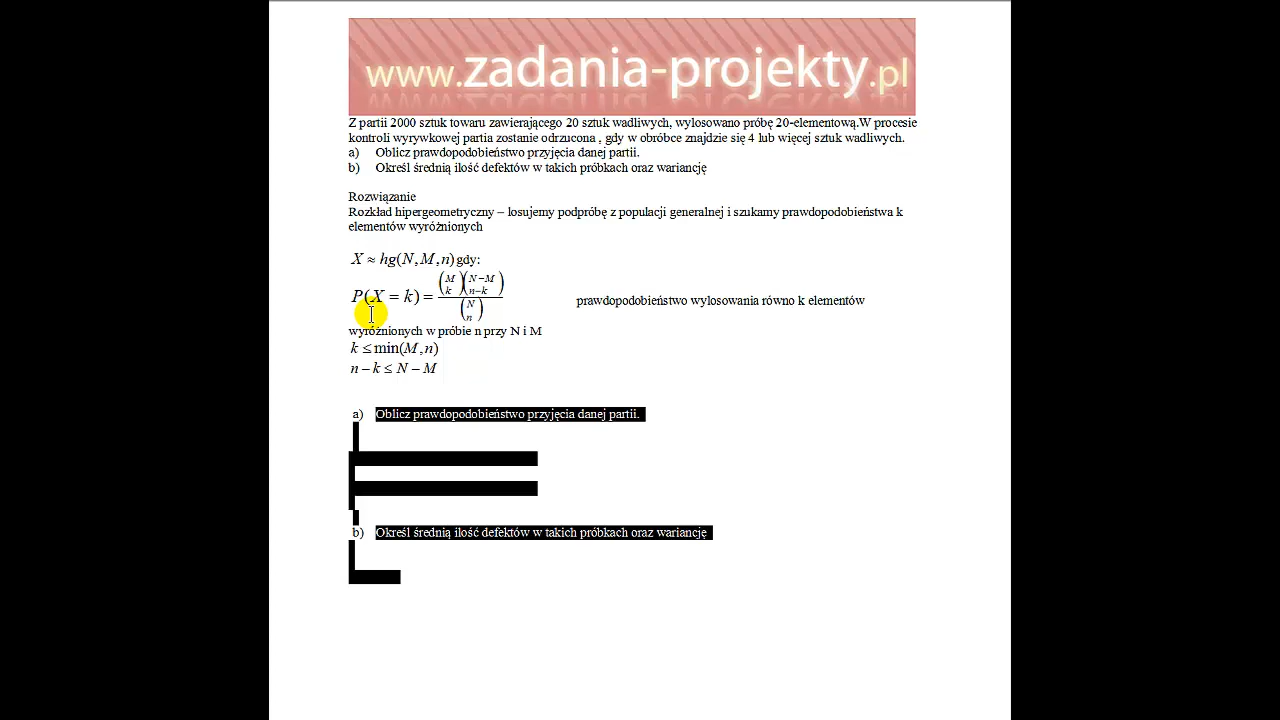 www.zadania-projekty.pl
Z partii 2000 sztuk towaru zawierającego 20 sztuk wadliwych, wylosowano próbę 20-elementową.W procesie
kontroli wyrywkowej partia zostanie odrzucona , gdy w obróbce znajdzie się 4 lub więcej sztuk wadliwych.
a) Oblicz prawdopodobieństwo przyjęcia danej partii.
b) Określ średnią ilość defektów w takich próbkach oraz wariancję
Rozwiązanie
Rozkład hipergeometryczny – losujemy podpróbę z populacji generalnej i szukamy prawdopodobieństwa k
elementów wyróżnionych
X ≈ hg(N, M, n) gdy:
P(X = k) = \frac{\binom{M}{k}\binom{N-M}{n-k}}{\binom{N}{n}} prawdopodobieństwo wylosowania równo k elementów
wyróżnionych w próbie n przy N i M
k ≤ min(M, n)
n − k ≤ N − M
a) Oblicz prawdopodobieństwo przyjęcia danej partii.
b) Określ średnią ilość defektów w takich próbkach oraz wariancję